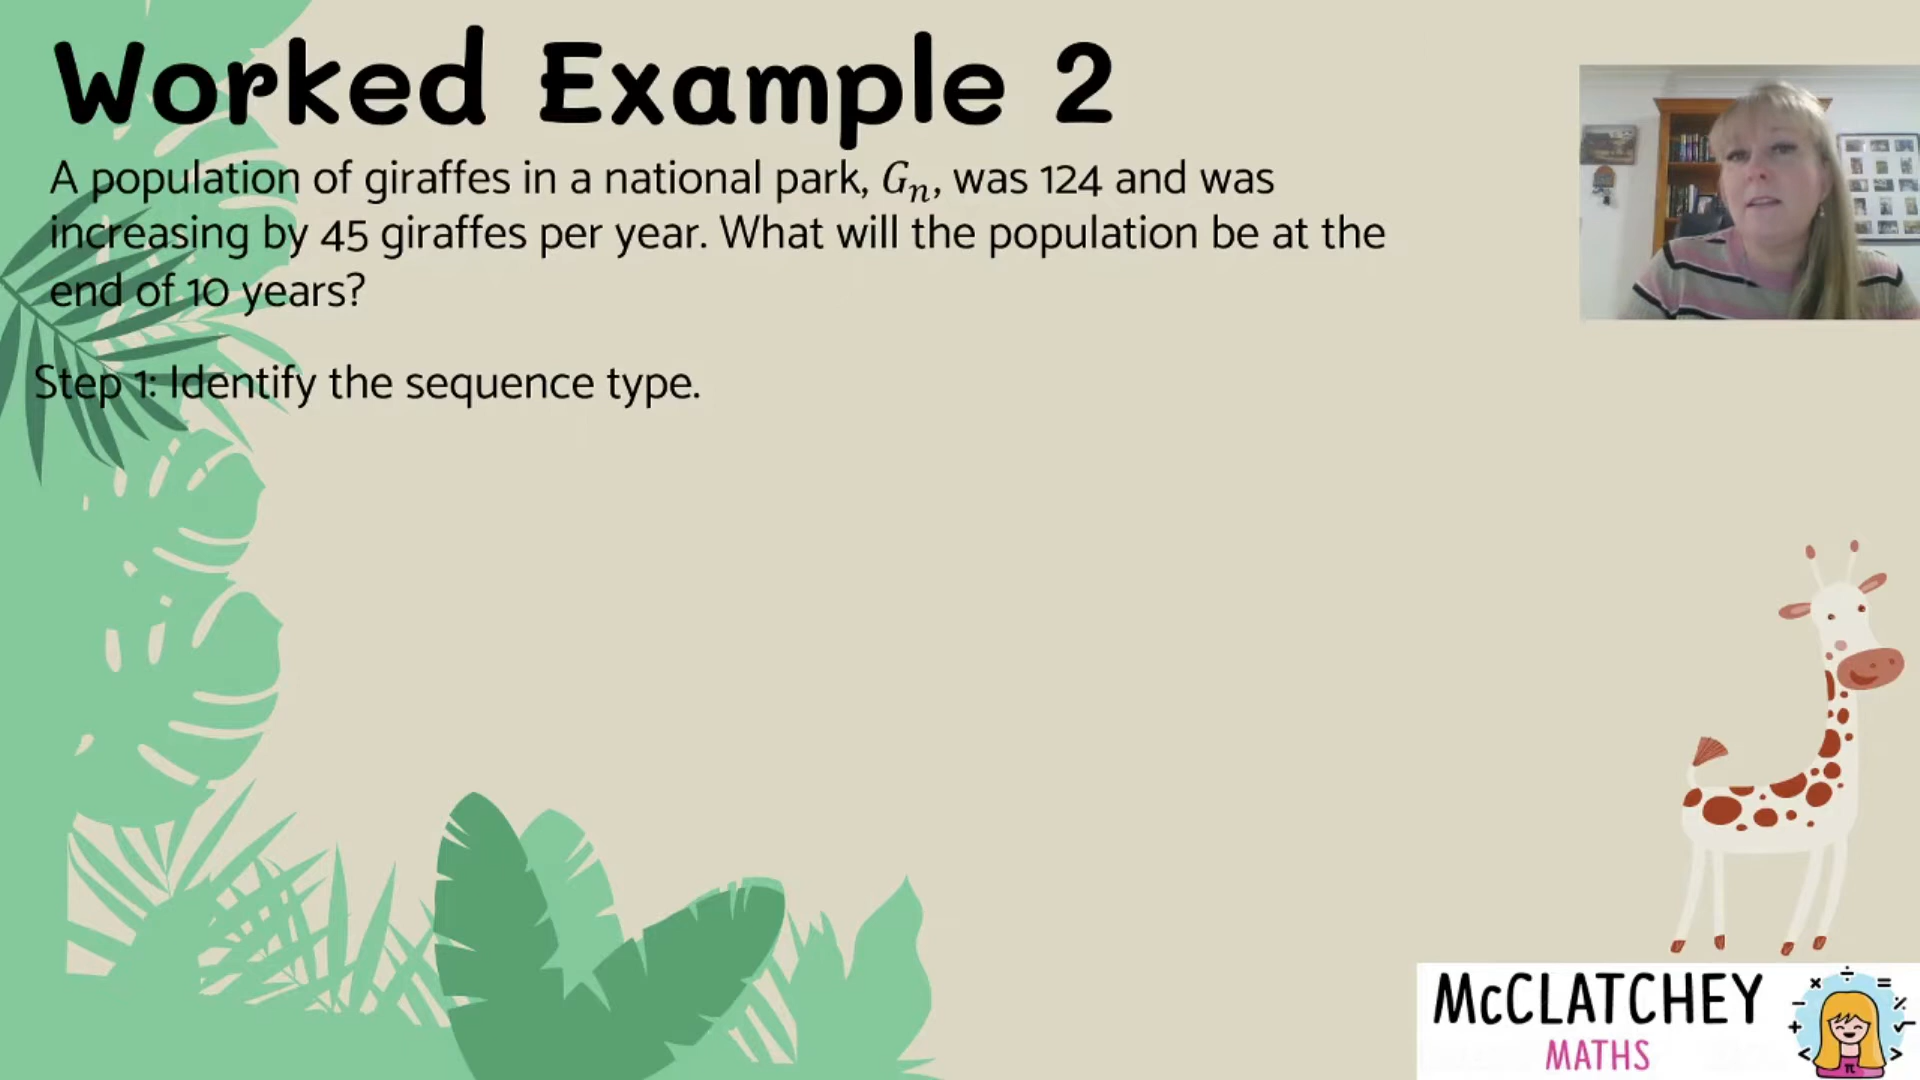 Worked Example 2
A population of giraffes in a national park, Gₙ, was 124 and was
increasing by 45 giraffes per year. What will the population be at the
end of 10 years?
Step 1: Identify the sequence type.
McCLATCHEY
MATHS